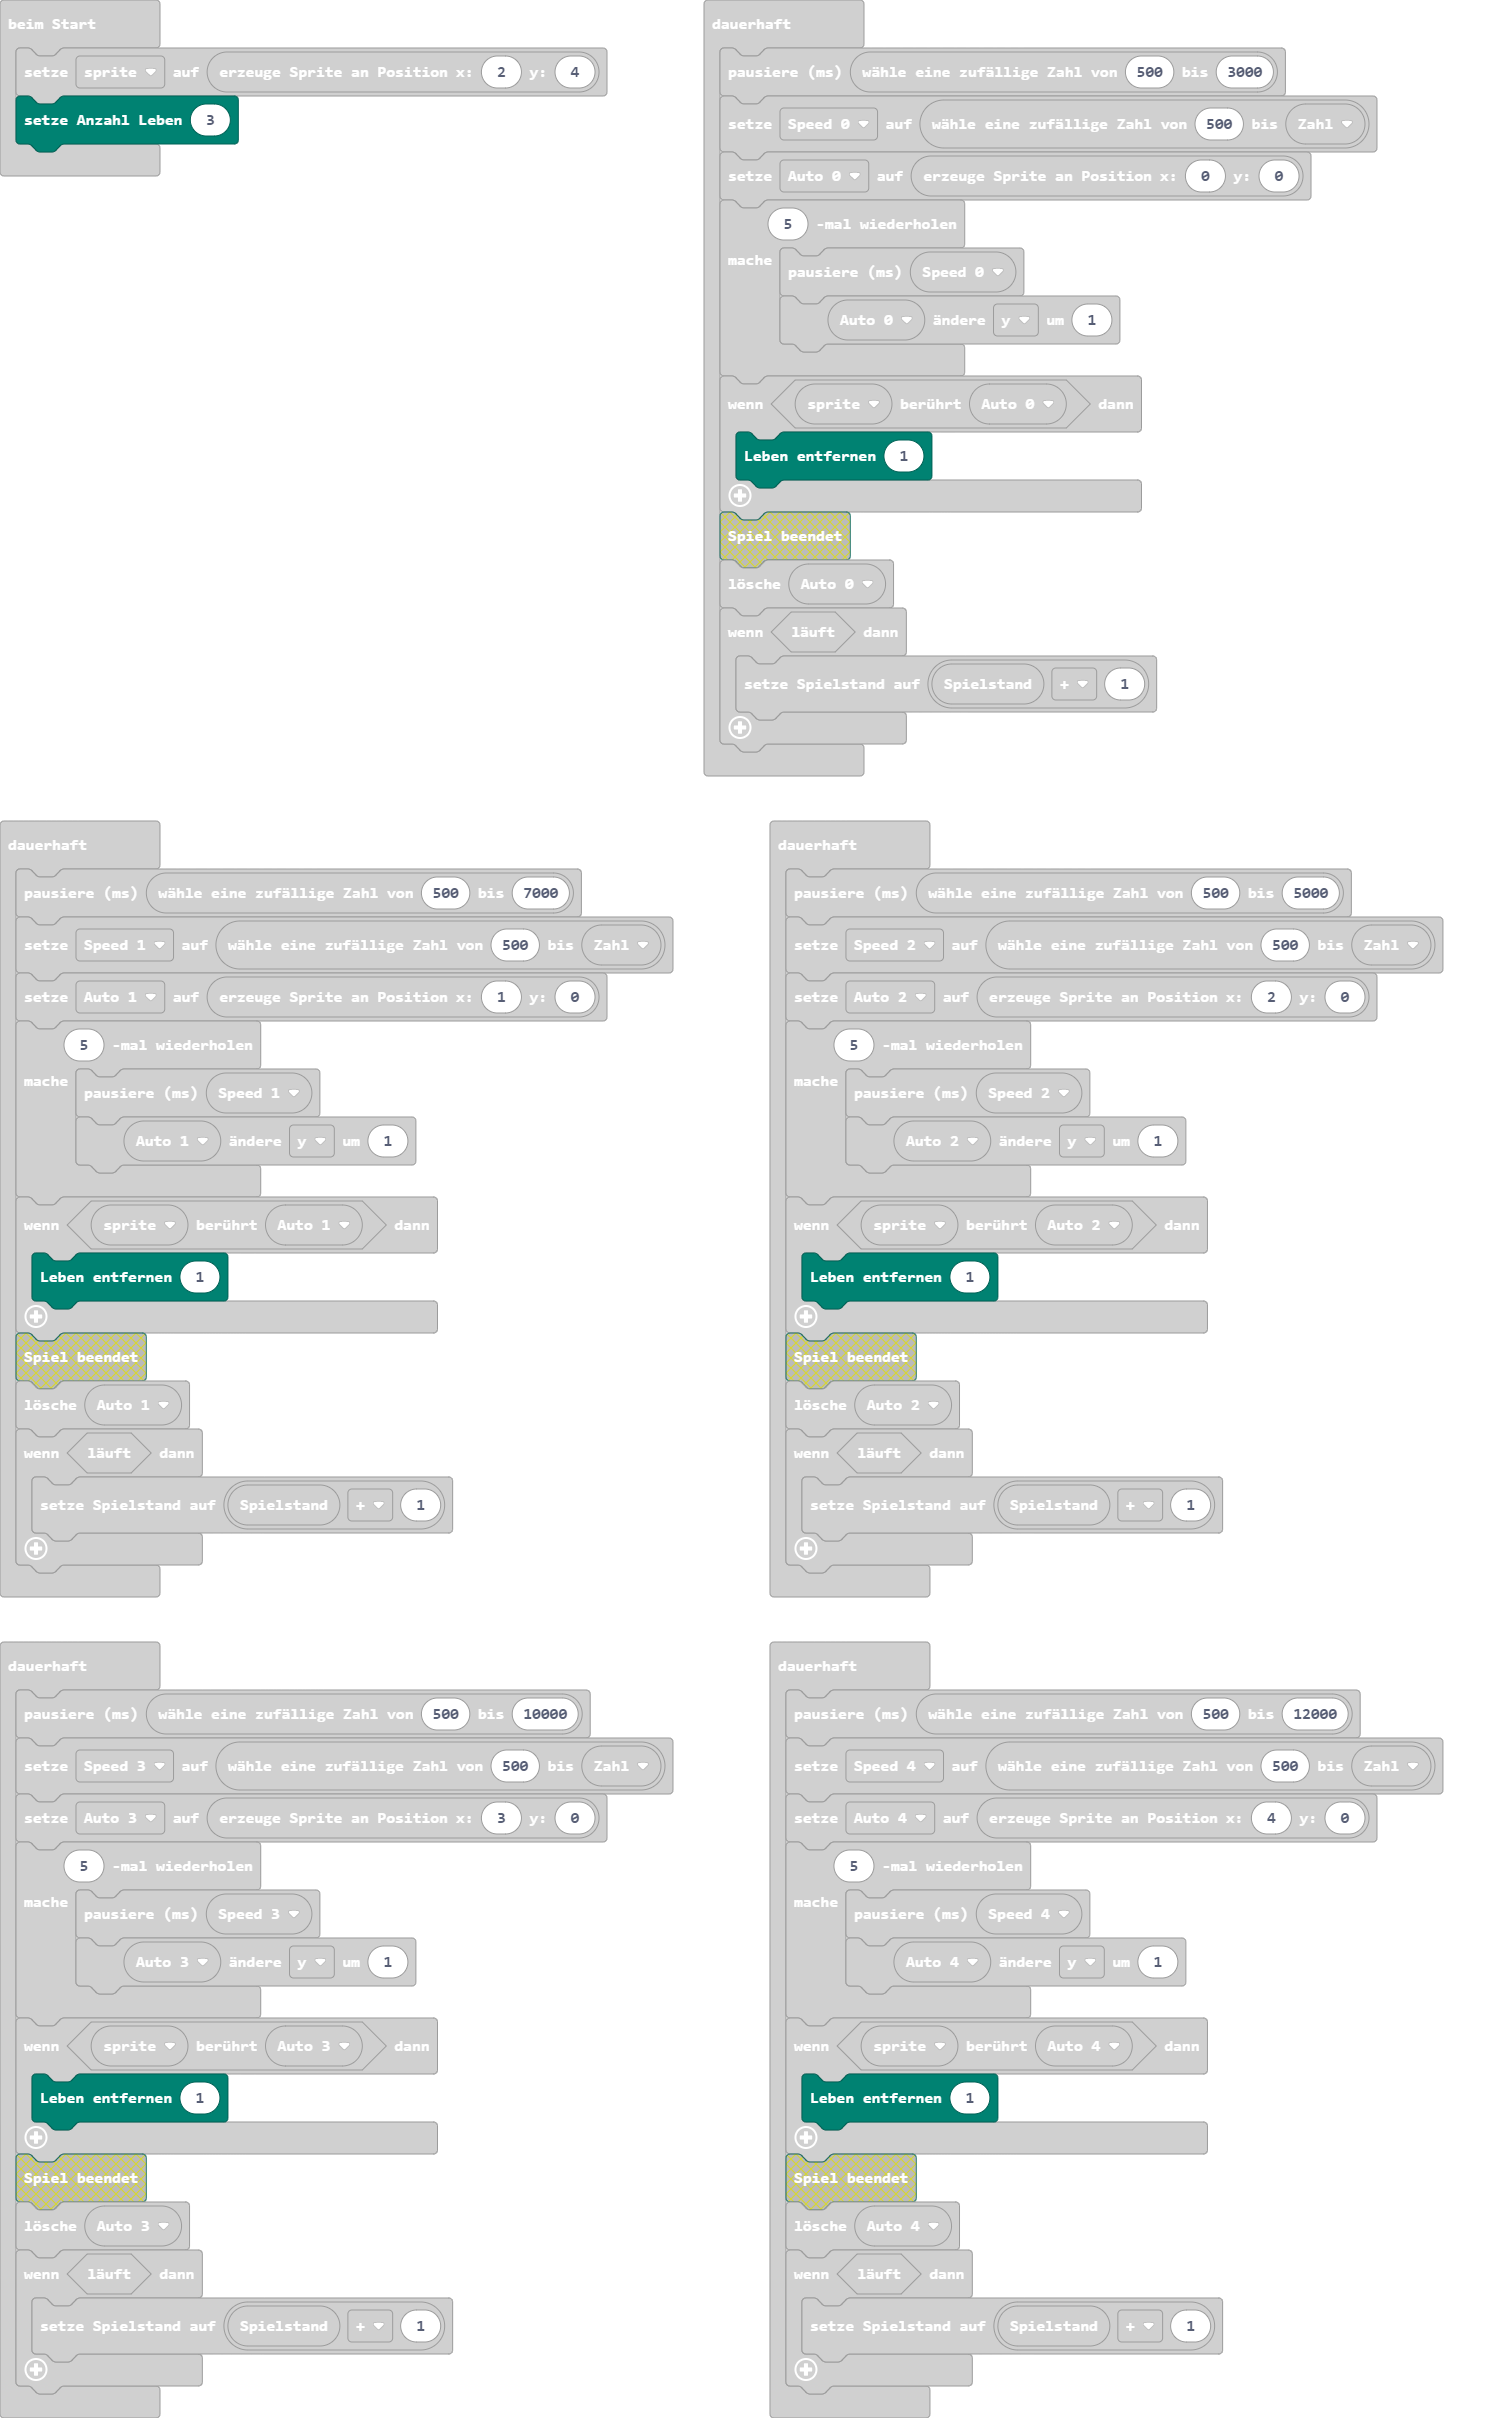 beim Start
setze sprite auf erzeuge Sprite an Position x: 2 y: 4
setze Anzahl Leben 3
dauerhaft
pausiere (ms) wähle eine zufällige Zahl von 500 bis 3000
setze Speed 0 auf wähle eine zufällige Zahl von 500 bis Zahl
setze Auto 0 auf erzeuge Sprite an Position x: 0 y: 0
5 -mal wiederholen
mache
pausiere (ms) Speed 0
Auto 0 ändere y um 1
wenn sprite berührt Auto 0 dann
Leben entfernen 1
Spiel beendet
lösche Auto 0
wenn läuft dann
setze Spielstand auf Spielstand + 1
dauerhaft
pausiere (ms) wähle eine zufällige Zahl von 500 bis 7000
setze Speed 1 auf wähle eine zufällige Zahl von 500 bis Zahl
setze Auto 1 auf erzeuge Sprite an Position x: 1 y: 0
5 -mal wiederholen
mache
pausiere (ms) Speed 1
Auto 1 ändere y um 1
wenn sprite berührt Auto 1 dann
Leben entfernen 1
Spiel beendet
lösche Auto 1
wenn läuft dann
setze Spielstand auf Spielstand + 1
dauerhaft
pausiere (ms) wähle eine zufällige Zahl von 500 bis 5000
setze Speed 2 auf wähle eine zufällige Zahl von 500 bis Zahl
setze Auto 2 auf erzeuge Sprite an Position x: 2 y: 0
5 -mal wiederholen
mache
pausiere (ms) Speed 2
Auto 2 ändere y um 1
wenn sprite berührt Auto 2 dann
Leben entfernen 1
Spiel beendet
lösche Auto 2
wenn läuft dann
setze Spielstand auf Spielstand + 1
dauerhaft
pausiere (ms) wähle eine zufällige Zahl von 500 bis 10000
setze Speed 3 auf wähle eine zufällige Zahl von 500 bis Zahl
setze Auto 3 auf erzeuge Sprite an Position x: 3 y: 0
5 -mal wiederholen
mache
pausiere (ms) Speed 3
Auto 3 ändere y um 1
wenn sprite berührt Auto 3 dann
Leben entfernen 1
Spiel beendet
lösche Auto 3
wenn läuft dann
setze Spielstand auf Spielstand + 1
dauerhaft
pausiere (ms) wähle eine zufällige Zahl von 500 bis 12000
setze Speed 4 auf wähle eine zufällige Zahl von 500 bis Zahl
setze Auto 4 auf erzeuge Sprite an Position x: 4 y: 0
5 -mal wiederholen
mache
pausiere (ms) Speed 4
Auto 4 ändere y um 1
wenn sprite berührt Auto 4 dann
Leben entfernen 1
Spiel beendet
lösche Auto 4
wenn läuft dann
setze Spielstand auf Spielstand + 1